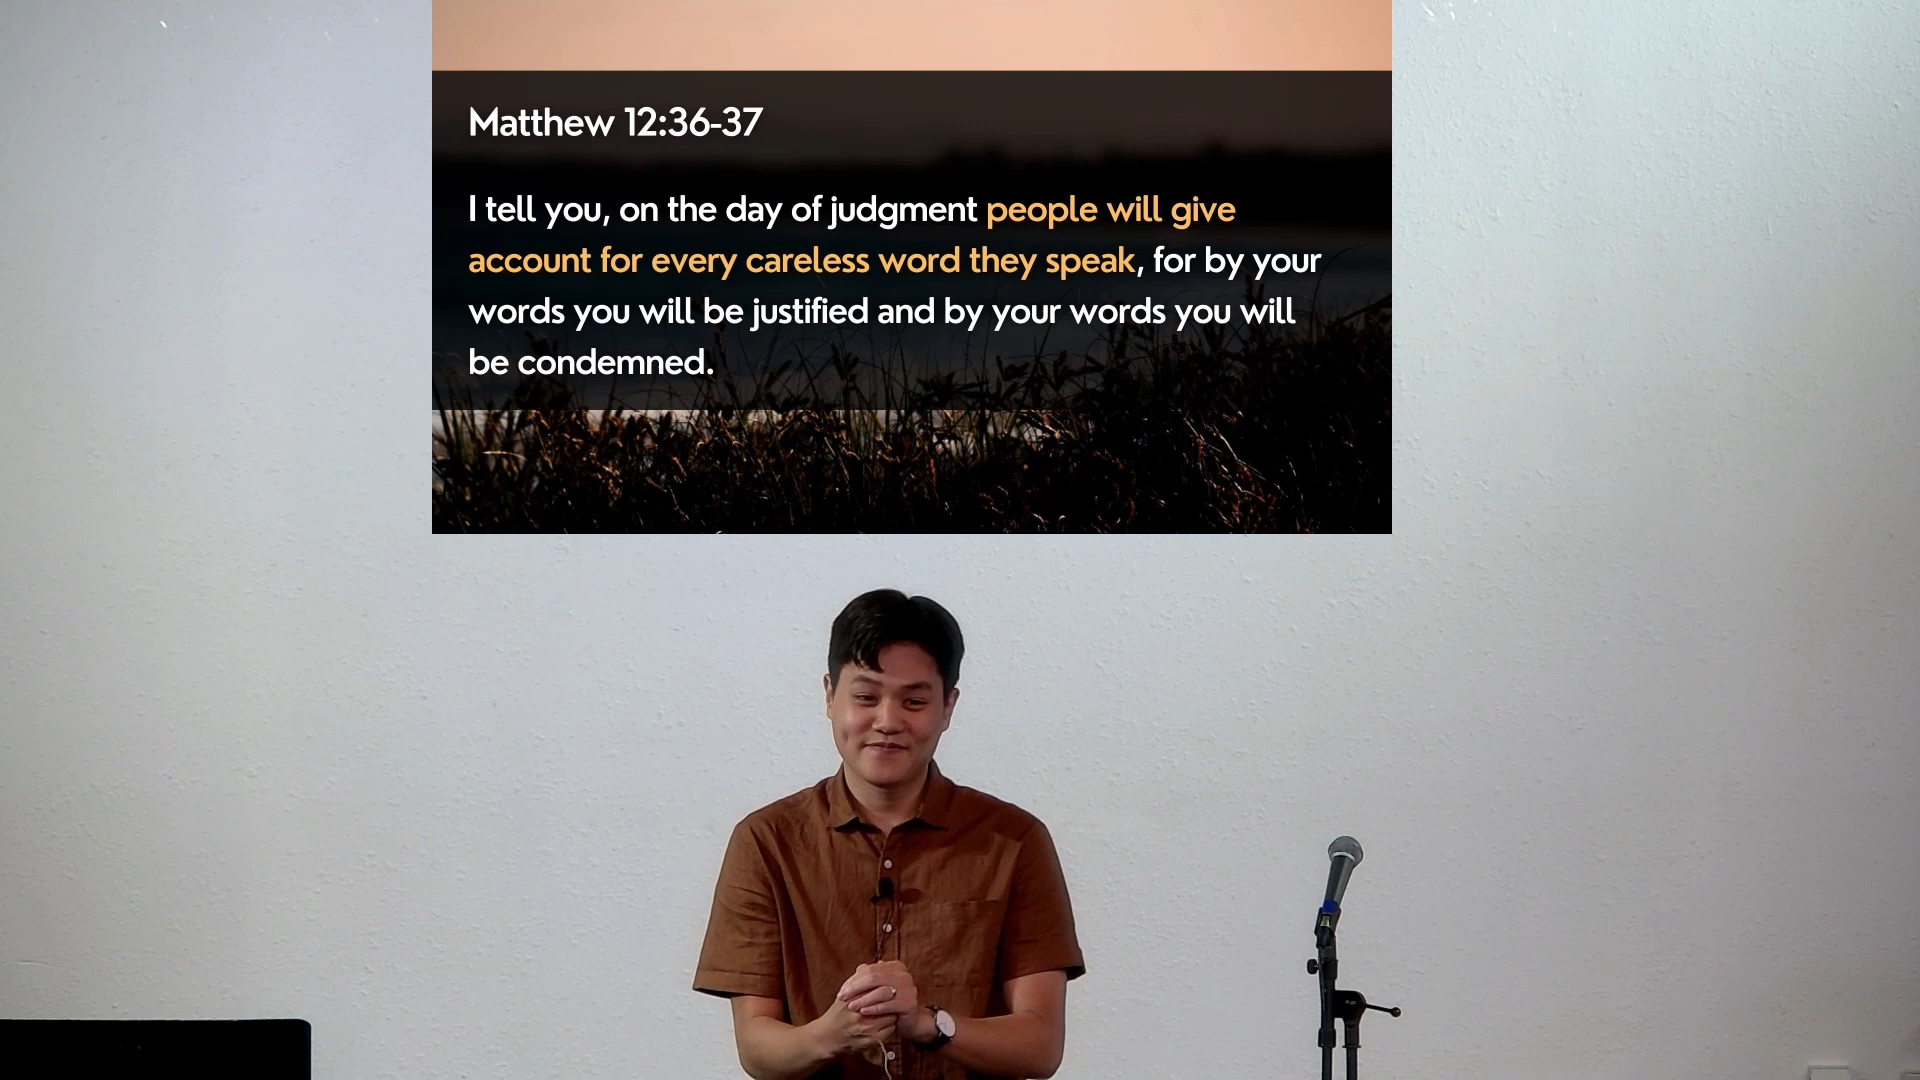 Matthew 12:36-37
I tell you, on the day of judgment people will give
account for every careless word they speak, for by your
words you will be justified and by your words you will
be condemned.